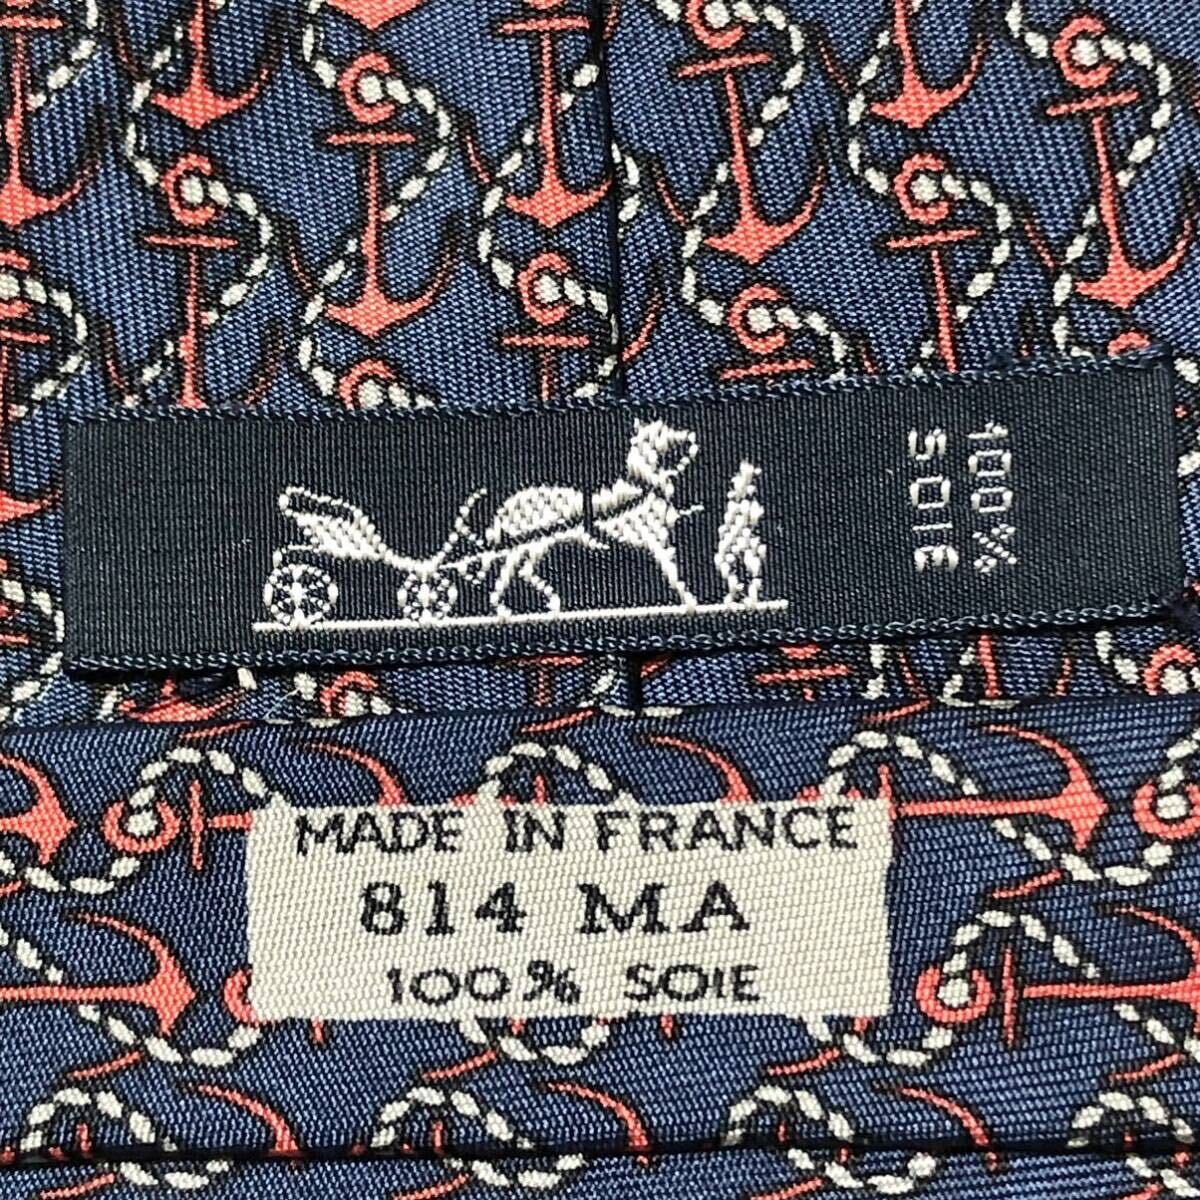 100%
SOIE
MADE IN FRANCE
814 MA
100% SOIE